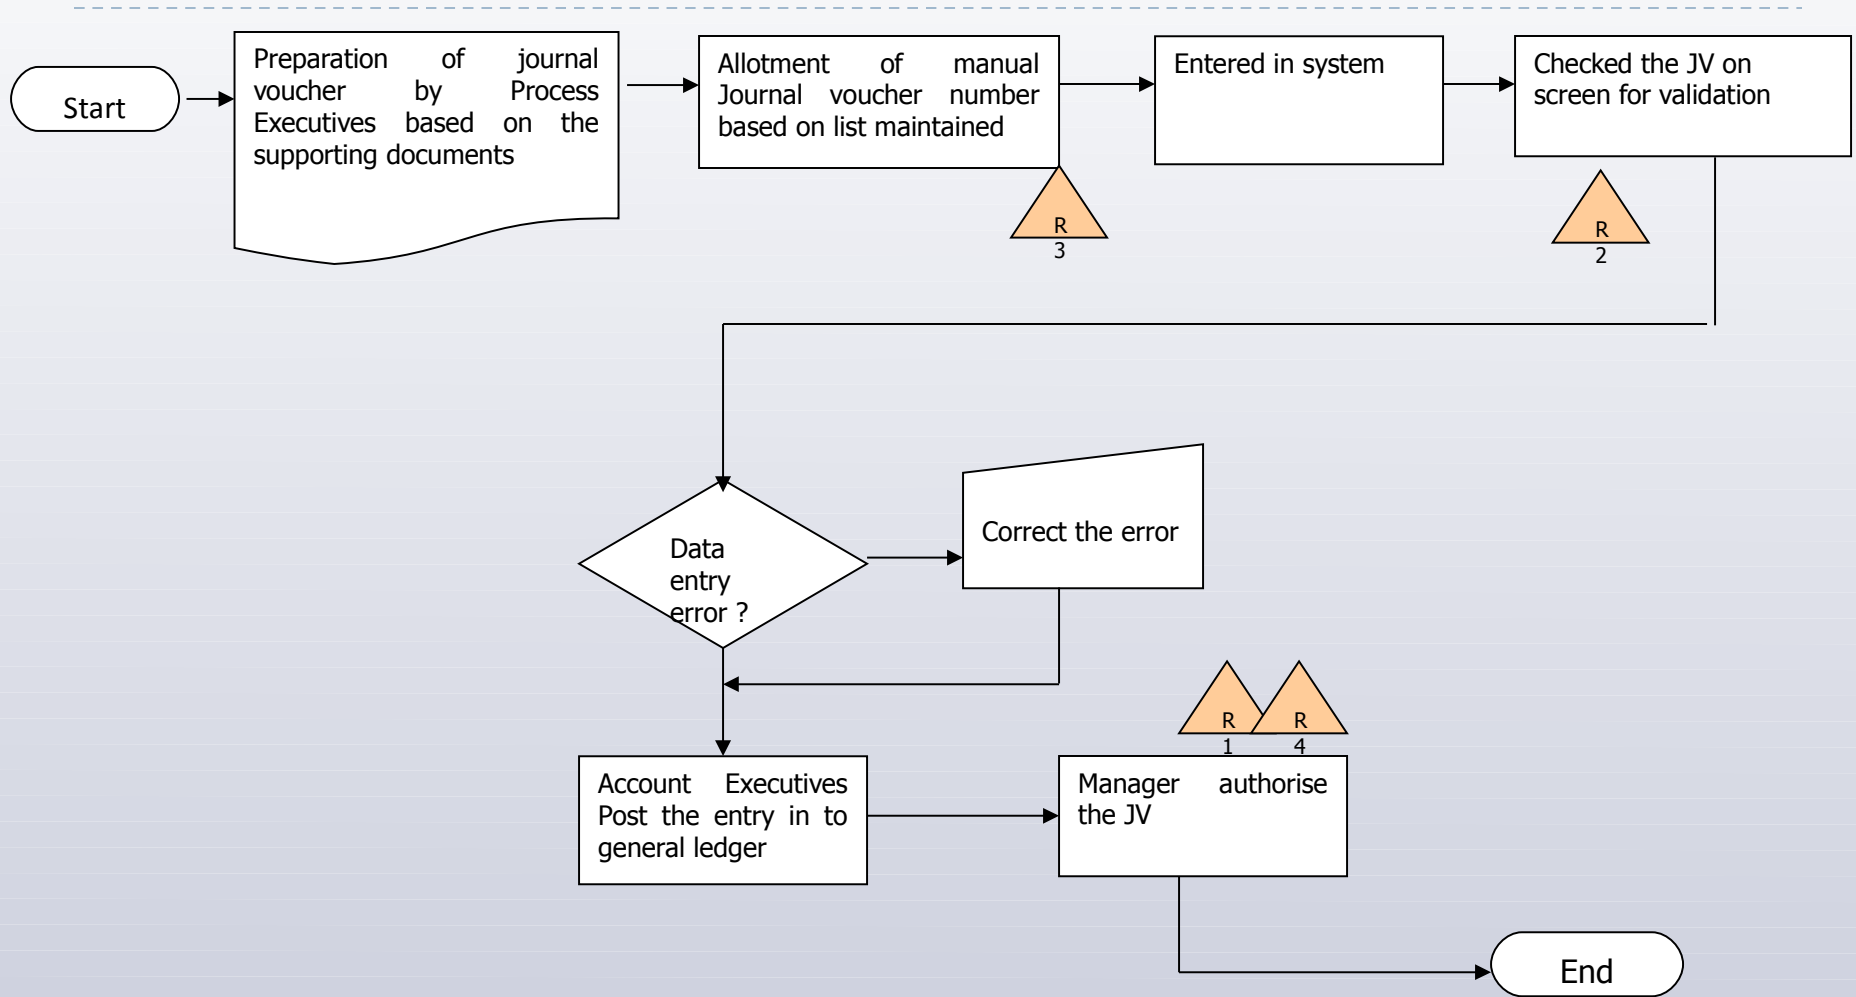 Start
Preparation of journal
voucher by Process
Executives based on the
supporting documents
Allotment of manual
Journal voucher number
based on list maintained
Entered in system
Checked the JV on
screen for validation
R
3
R
2
Data
entry
error ?
Correct the error
R
1
R
4
Account Executives
Post the entry in to
general ledger
Manager authorise
the JV
End